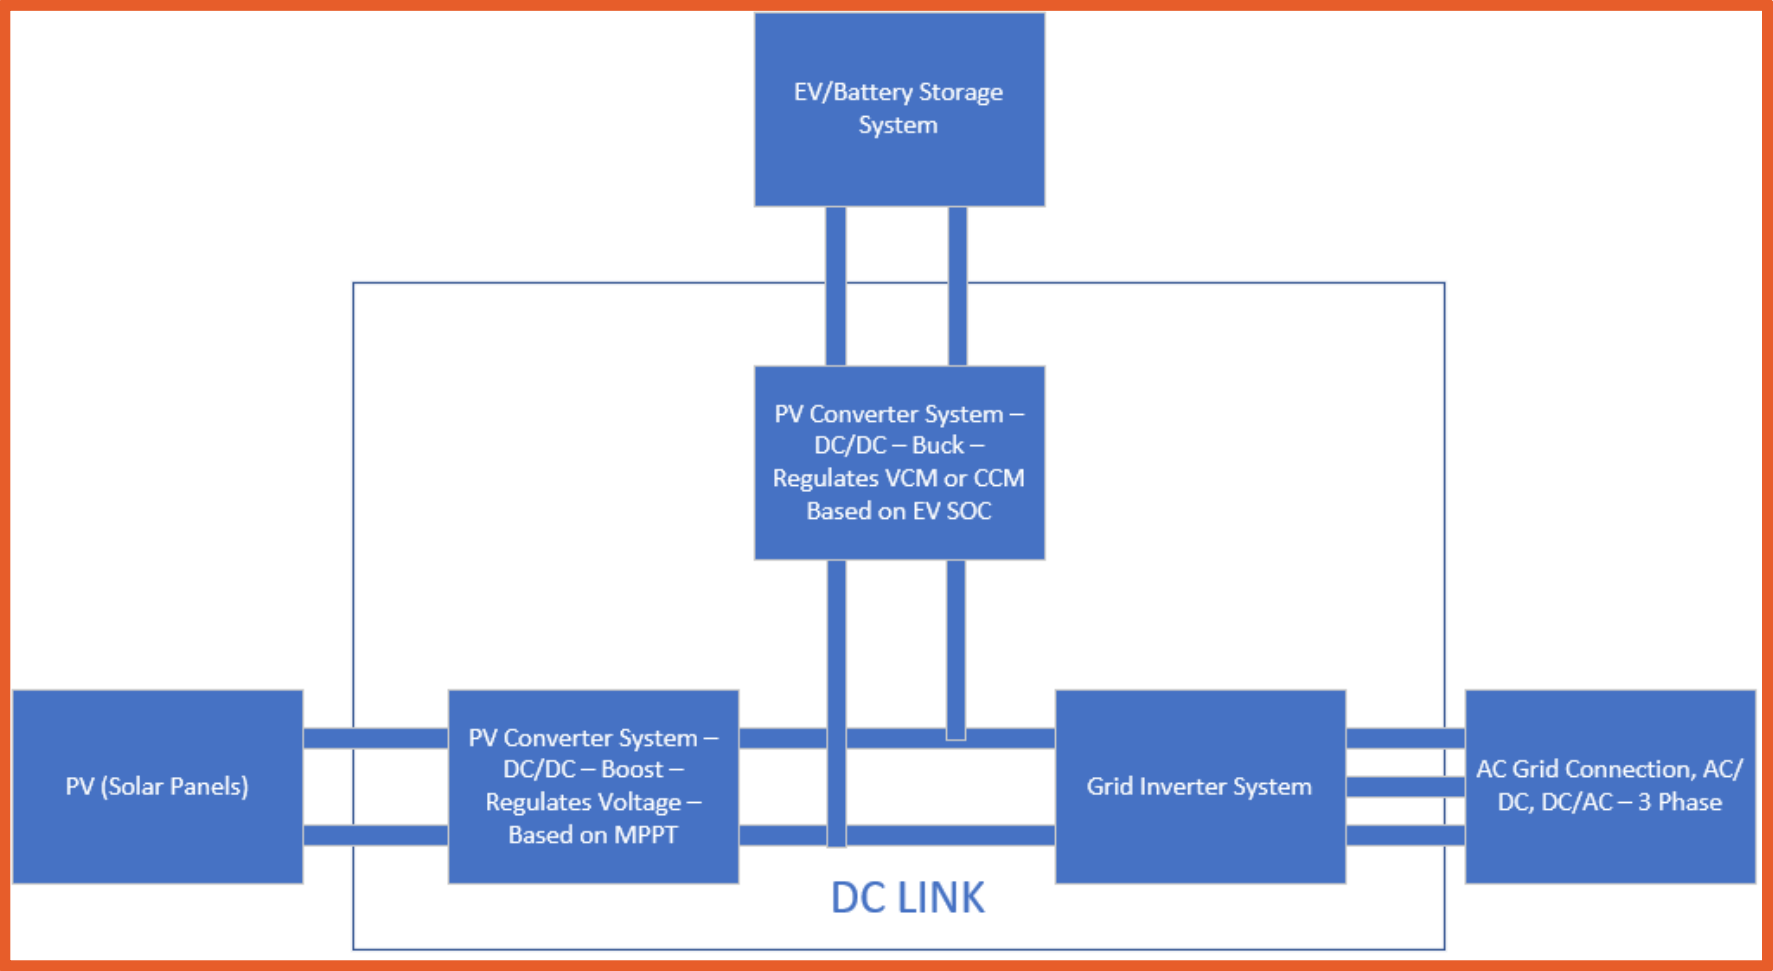 EV/Battery Storage
System
PV Converter System –
DC/DC – Buck –
Regulates VCM or CCM
Based on EV SOC
PV (Solar Panels)
PV Converter System –
DC/DC – Boost –
Regulates Voltage –
Based on MPPT
Grid Inverter System
AC Grid Connection, AC/
DC, DC/AC – 3 Phase
DC LINK